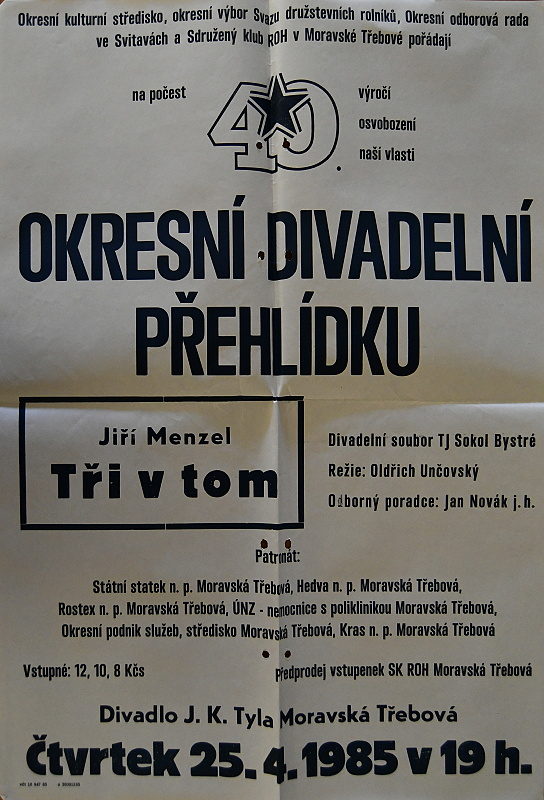 Okresní kulturní středisko, okresní výbor Svazu družstevních rolníků, Okresní odborová rada
ve Svitavách a Sdružený klub ROH v Moravské Třebové pořádají
na počest
40.
výročí
osvobození
naší vlasti
OKRESNÍ DIVADELNÍ
PŘEHLÍDKU
Jiří Menzel
Tři v tom
Divadelní soubor TJ Sokol Bystré
Režie: Oldřich Unčovský
Odborný poradce: Jan Novák j.h.
Patronát:
Státní statek n. p. Moravská Třebová, Hedva n. p. Moravská Třebová,
Rostex n. p. Moravská Třebová, ÚNZ - nemocnice s poliklinikou Moravská Třebová,
Okresní podnik služeb, středisko Moravská Třebová, Kras n. p. Moravská Třebová
Vstupné: 12, 10, 8 Kčs
Předprodej vstupenek SK ROH Moravská Třebová
Divadlo J. K. Tyla Moravská Třebová
Čtvrtek 25. 4. 1985 v 19 h.